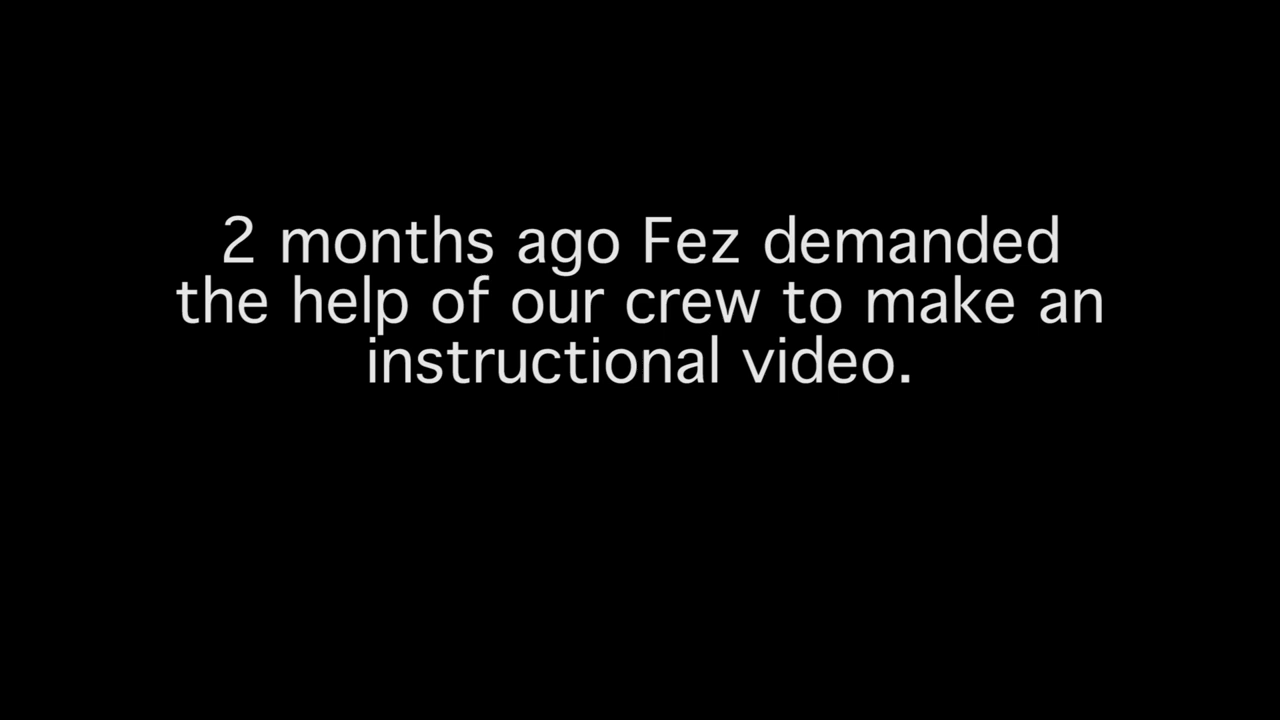 2 months ago Fez demanded
the help of our crew to make an
instructional video.